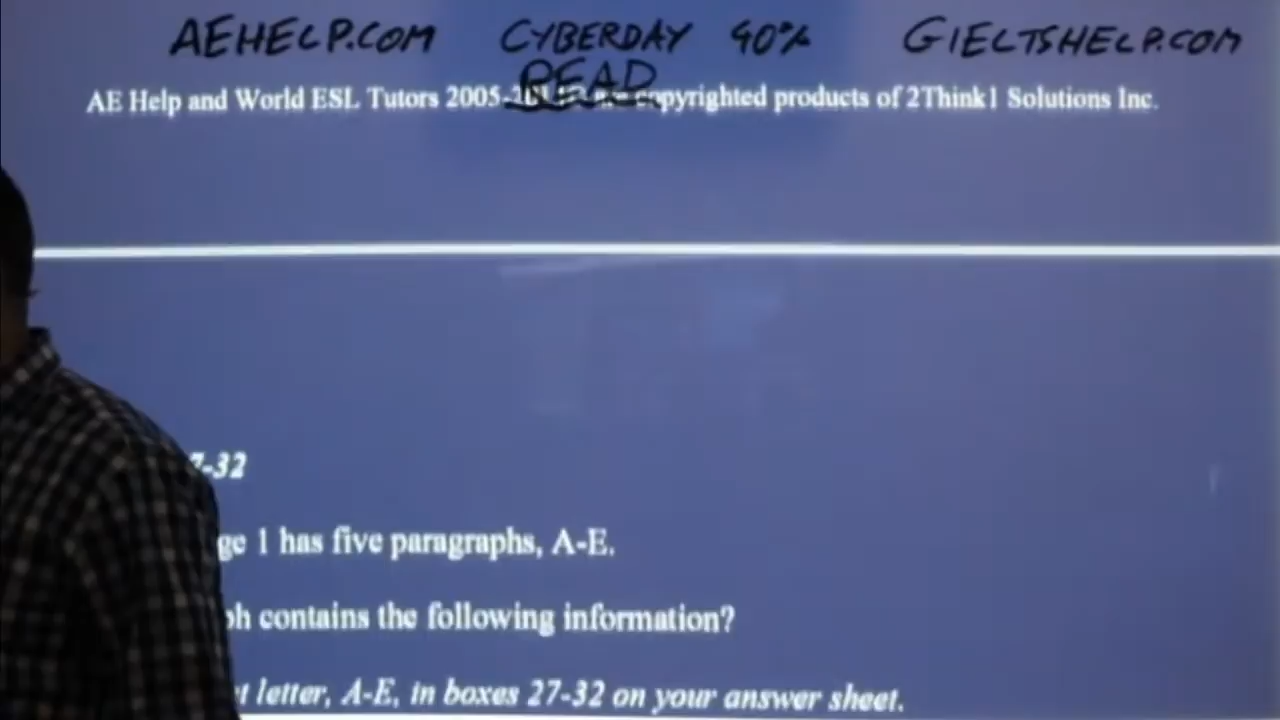 AEHELP.COM CYBERDAY 40% GIELTSHELP.COM
READ
AE Help and World ESL Tutors 2005- copyrighted products of 2Think1 Solutions Inc.
7-32
ge 1 has five paragraphs, A-E.
ph contains the following information?
t letter, A-E, in boxes 27-32 on your answer sheet.